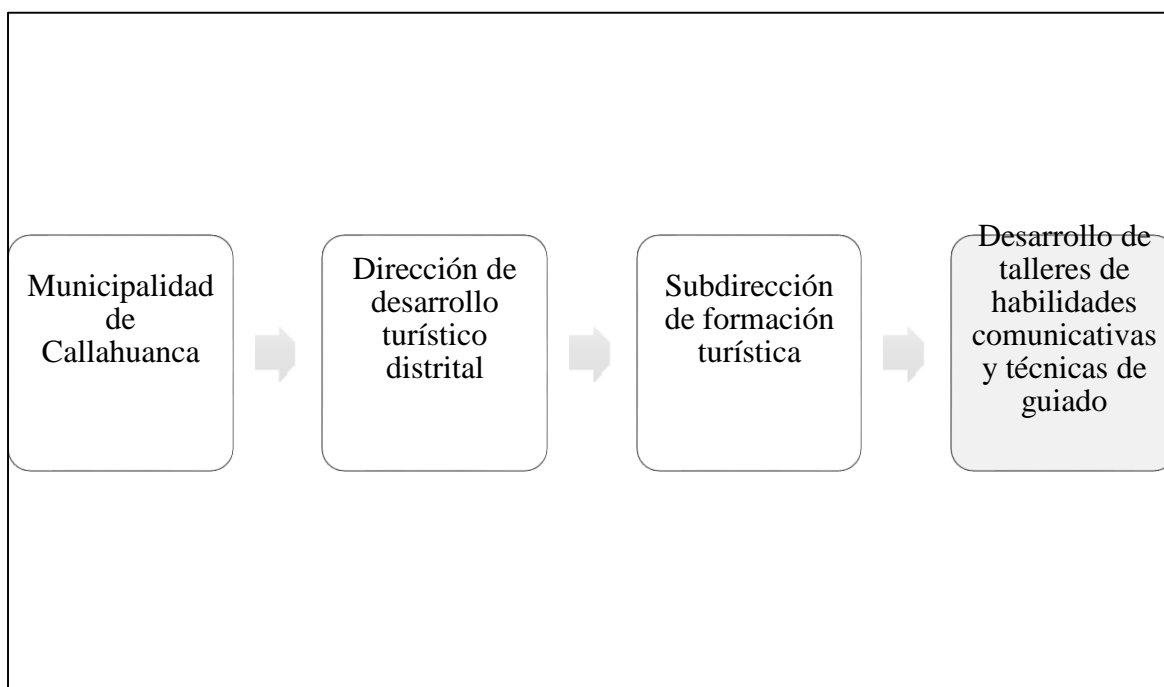 Municipalidad
de
Callahuanca
Dirección de
desarrollo
turístico
distrital
Subdirección
de formación
turística
Desarrollo de
talleres de
habilidades
comunicativas
y técnicas de
guiado